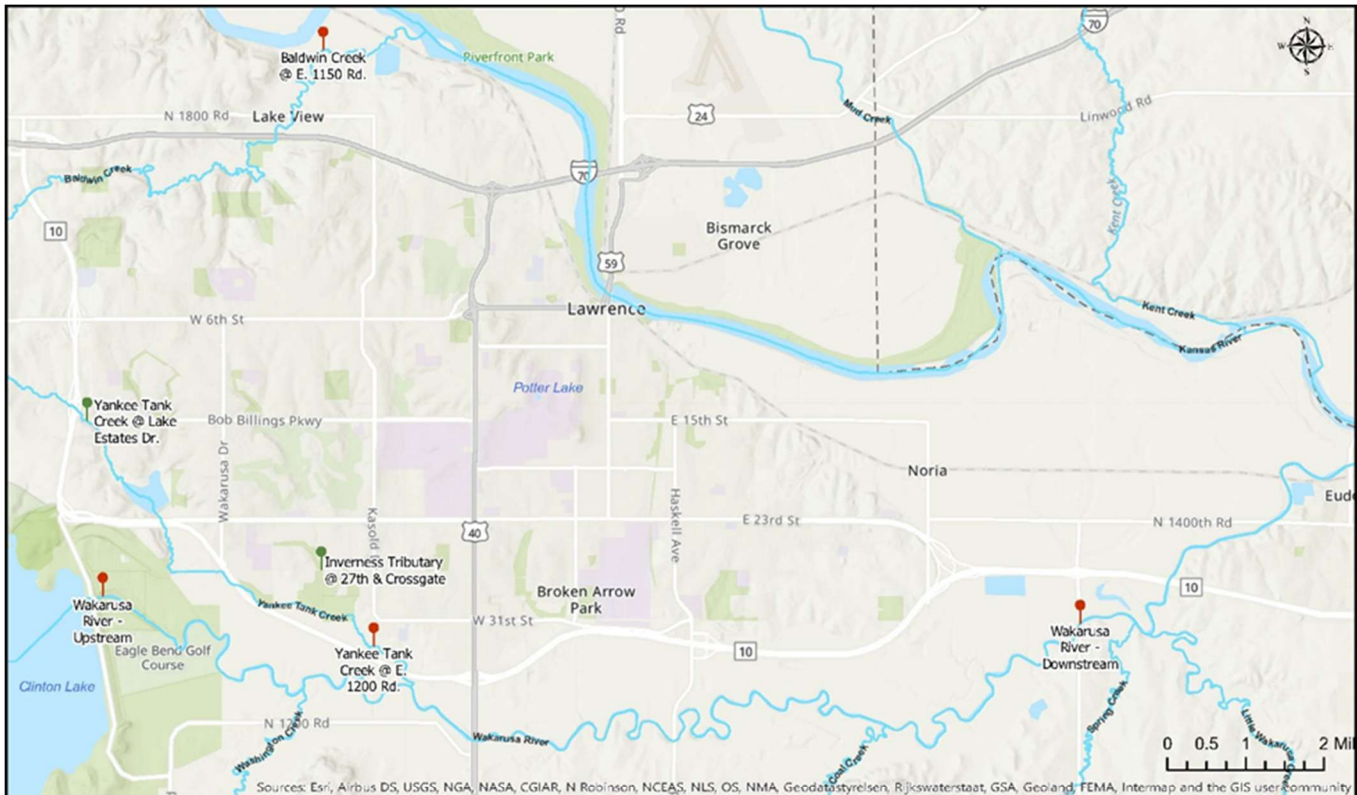 70
N
W
E
S
Riverfront Park
Baldwin Creek
@ E. 1150 Rd.
Mud Creek
24
Linwood Rd
N 1800 Rd
Lake View
Baldwin Creek
70
Kent Creek
10
Bismarck
Grove
59
Lawrence
Kent Creek
W 6th St
Kansas River
Potter Lake
Yankee Tank
Creek @ Lake
Estates Dr.
Bob Billings Pkwy
E 15th St
Wakarusa Dr
Noria
Kasold
Haskell Ave
E 23rd St
N 1400th Rd
40
Inverness Tributary
@ 27th & Crossgate
Broken Arrow
Park
10
Wakarusa
River -
Upstream
Yankee Tank Creek
W 31st St
Wakarusa
River -
Downstream
Eagle Bend Golf
Course
Yankee Tank
Creek @ E.
1200 Rd.
10
Clinton Lake
N 1200 Rd
Washington Creek
Wakarusa River
Coal Creek
Spring Creek
Little Wakarusa Creek
0 0.5 1 2 Mil
Sources: Esri, Airbus DS, USGS, NGA, NASA, CGIAR, N Robinson, NCEAS, NLS, OS, NMA, Geodatastyrelsen, Rijkswaterstaat, GSA, Geoland, FEMA, Intermap and the GIS user community